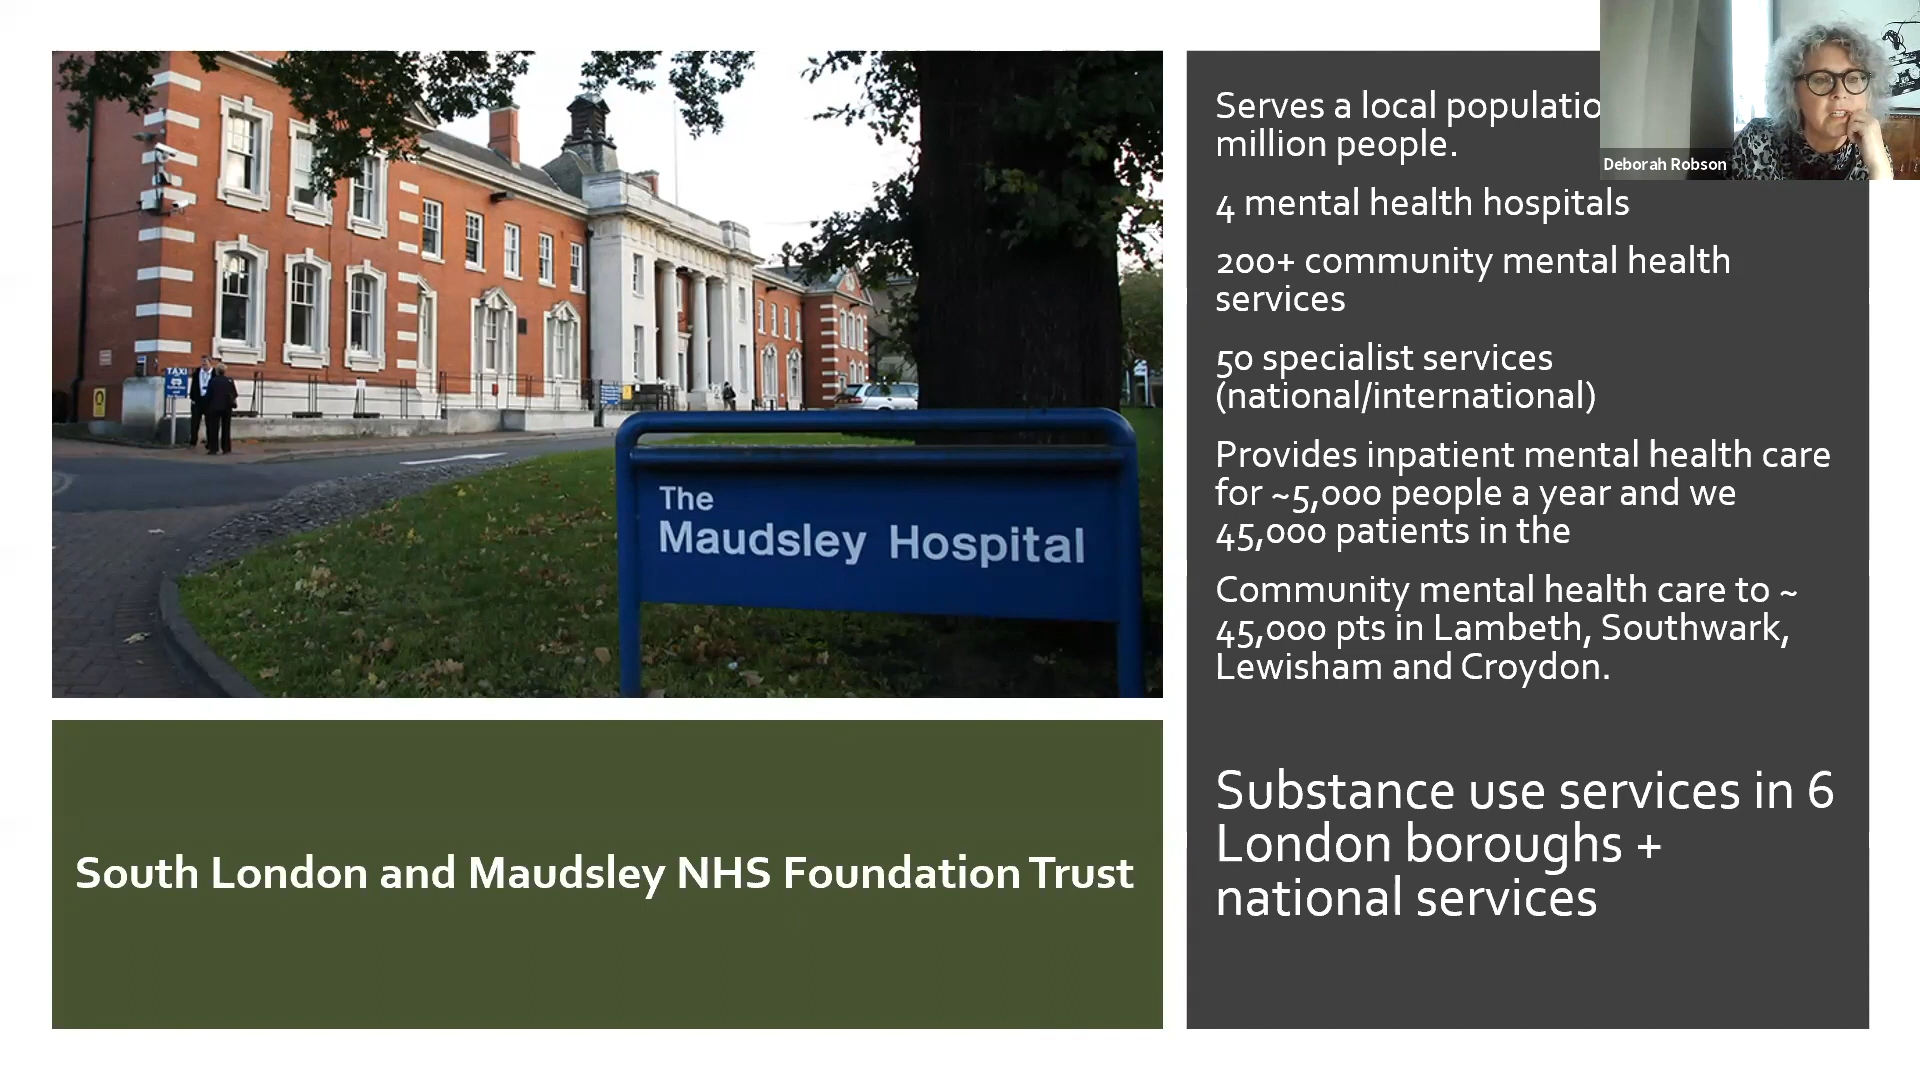 The
Maudsley Hospital
TAXI
South London and Maudsley NHS Foundation Trust
Serves a local populatio
million people.
4 mental health hospitals
200+ community mental health
services
50 specialist services
(national/international)
Provides inpatient mental health care
for ~5,000 people a year and we
45,000 patients in the
Community mental health care to ~
45,000 pts in Lambeth, Southwark,
Lewisham and Croydon.
Substance use services in 6
London boroughs +
national services
Deborah Robson